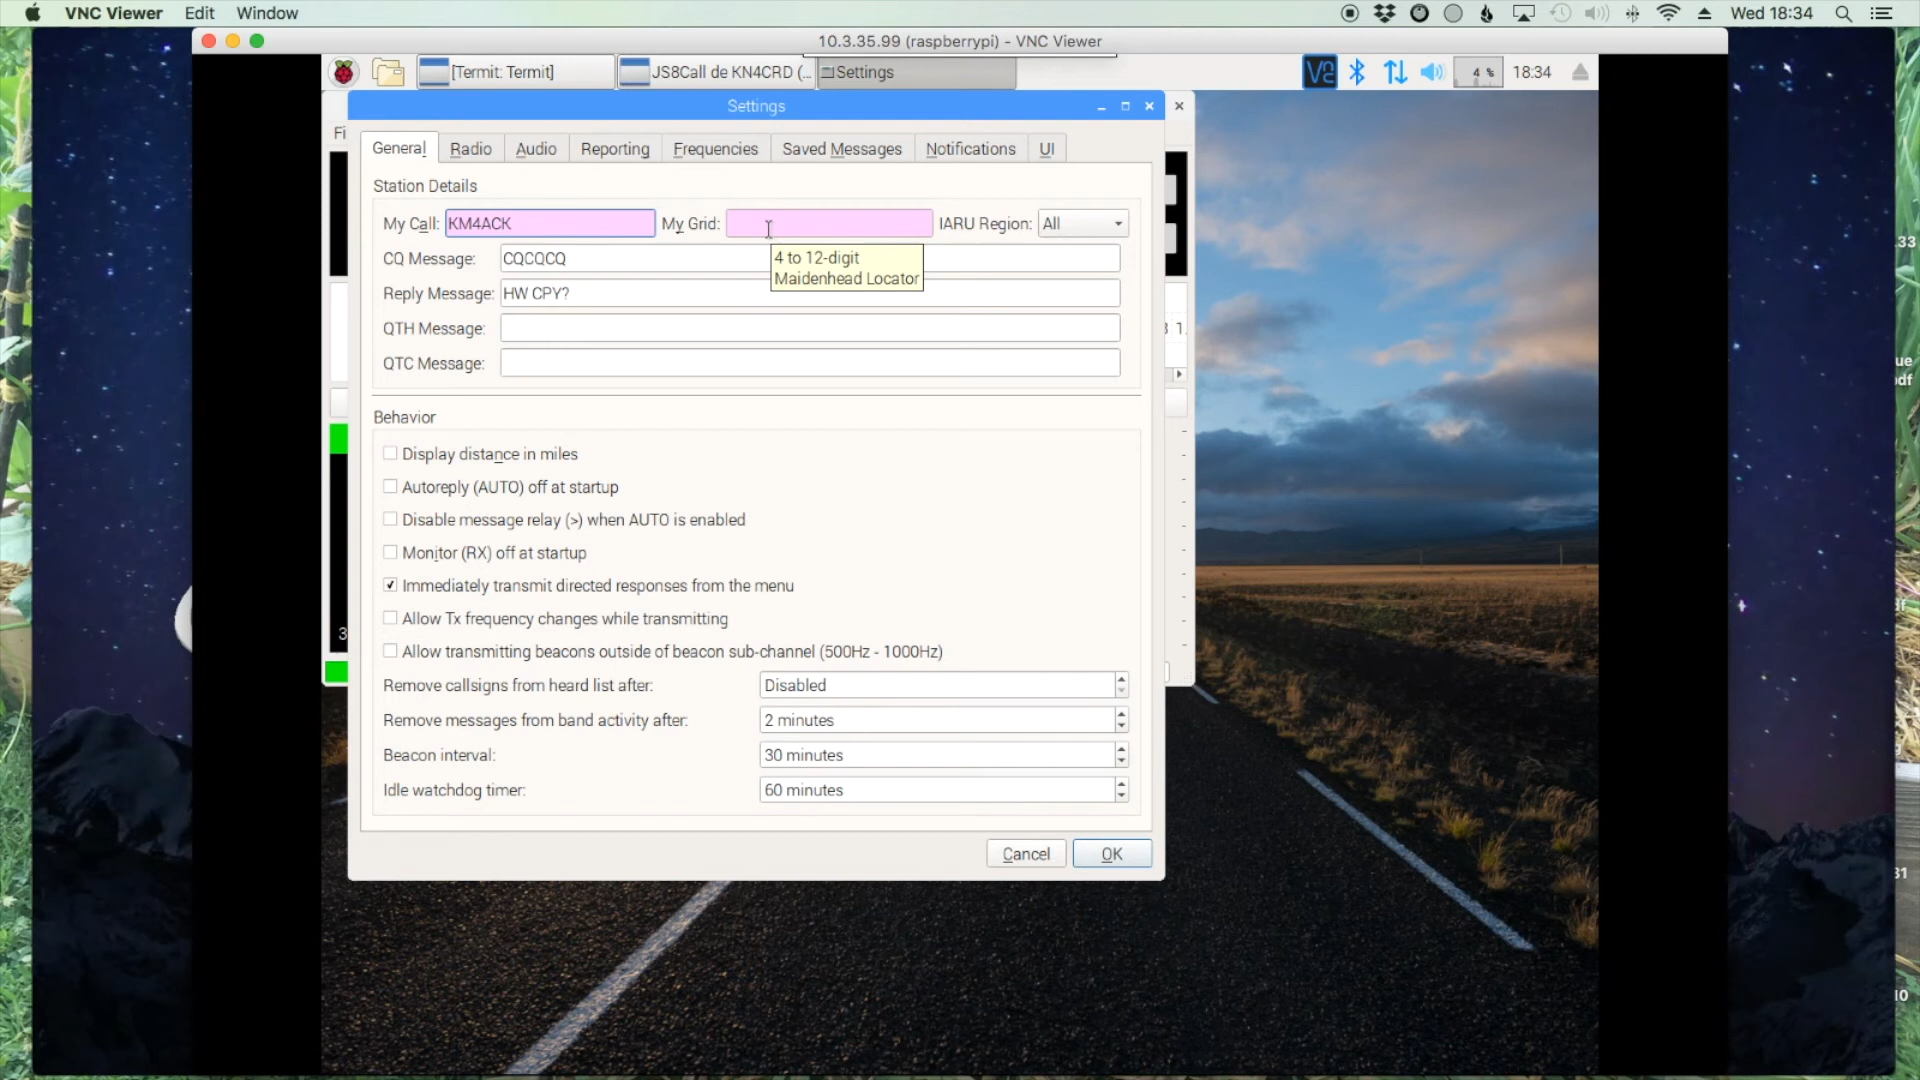 VNC Viewer Edit Window Wed 18:34
10.3.35.99 (raspberrypi) - VNC Viewer
[Termit: Termit] JS8Call de KN4CRD (... Settings 4 % 18:34
Settings
Fi
General Radio Audio Reporting Frequencies Saved Messages Notifications UI
Station Details
My Call: KM4ACK My Grid: IARU Region: All
CQ Message: CQCQCQ
4 to 12-digit
Maidenhead Locator
Reply Message: HW CPY?
QTH Message:
QTC Message:
Behavior
Display distance in miles
Autoreply (AUTO) off at startup
Disable message relay (>) when AUTO is enabled
Monitor (RX) off at startup
Immediately transmit directed responses from the menu
Allow Tx frequency changes while transmitting
Allow transmitting beacons outside of beacon sub-channel (500Hz - 1000Hz)
Remove callsigns from heard list after: Disabled
Remove messages from band activity after: 2 minutes
Beacon interval: 30 minutes
Idle watchdog timer: 60 minutes
Cancel OK